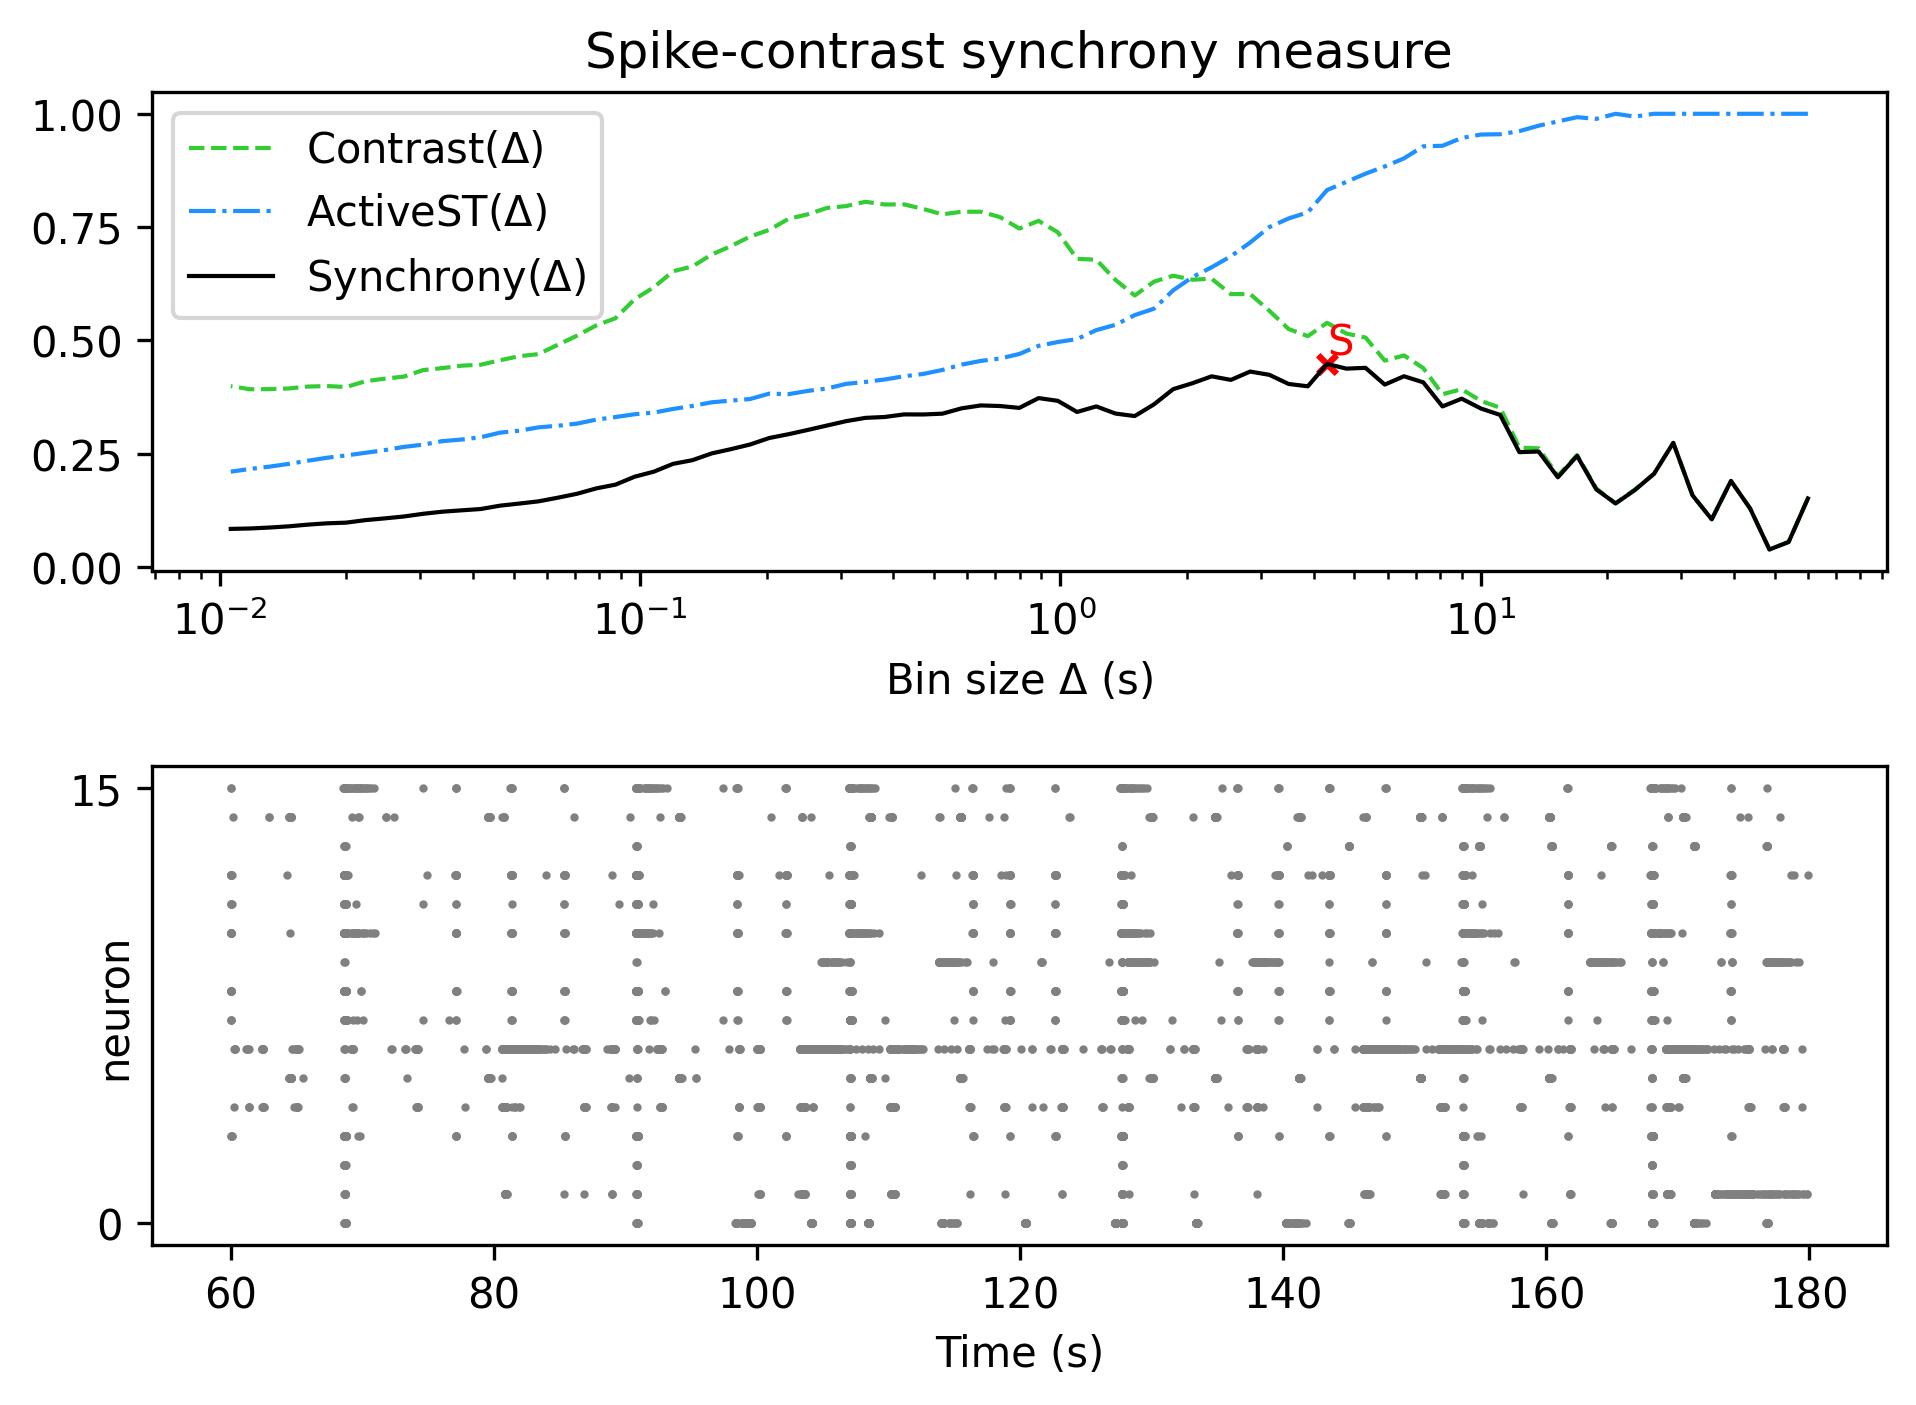 Spike-contrast synchrony measure
1.00
0.75
0.50
0.25
0.00
Contrast(Δ)
ActiveST(Δ)
Synchrony(Δ)
S
10⁻² 10⁻¹ 10⁰ 10¹
Bin size Δ (s)
15
0
neuron
60 80 100 120 140 160 180
Time (s)